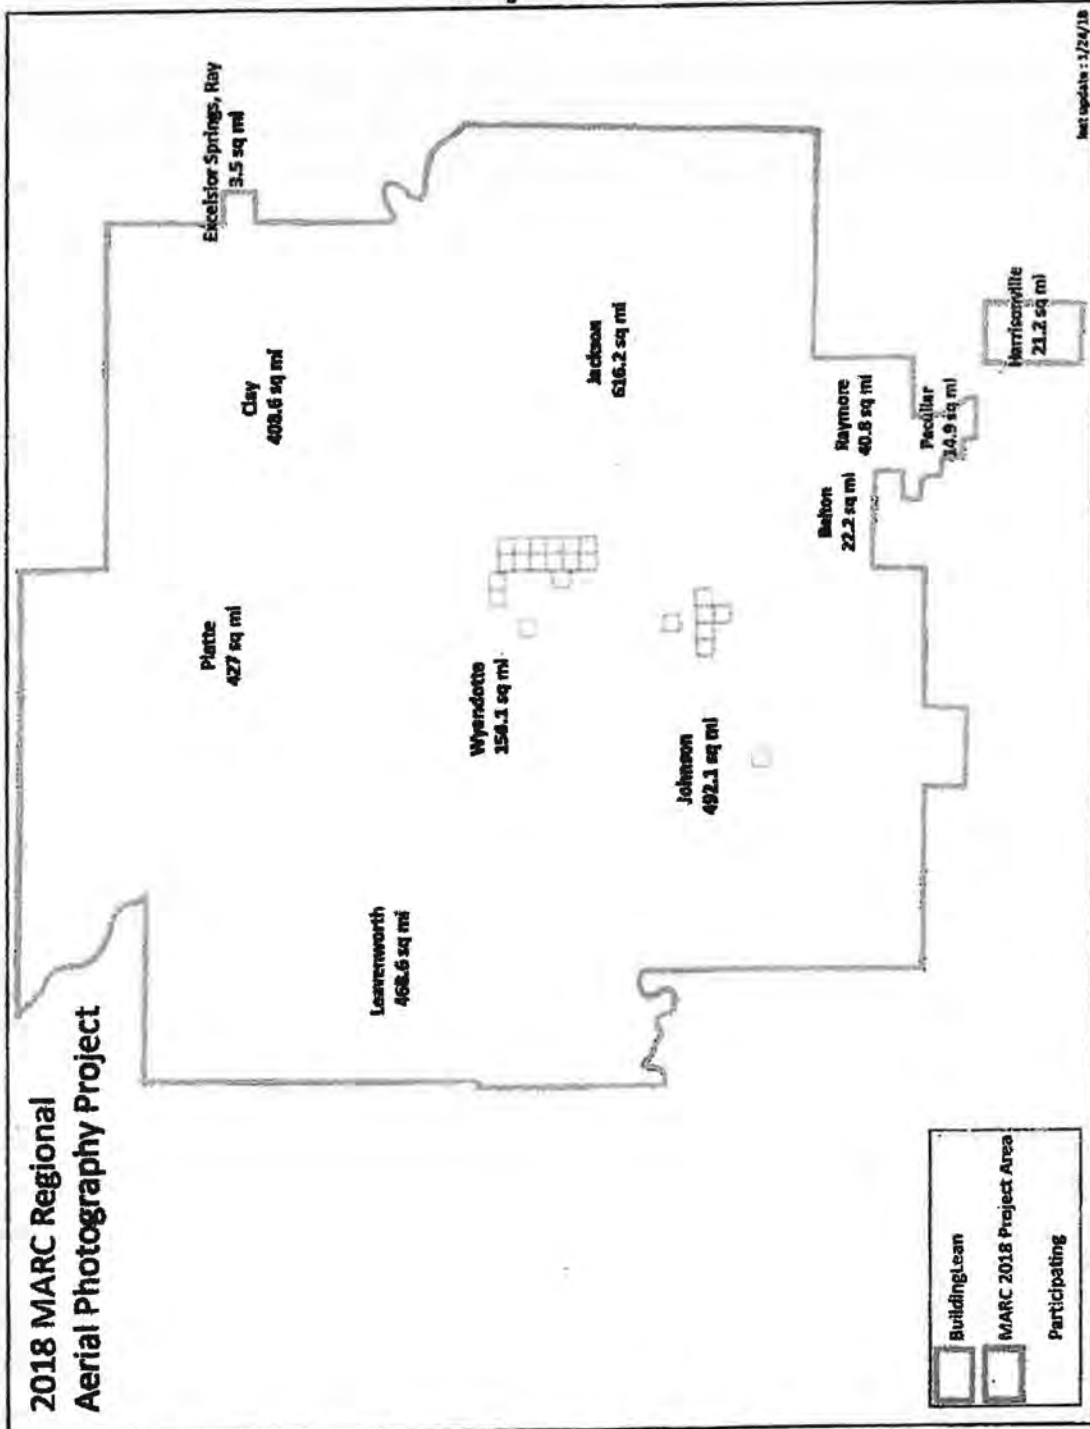 2018 MARC Regional
Aerial Photography Project
Excelsior Springs, Ray
3.5 sq mi
Platte
427 sq mi
Clay
408.6 sq mi
Leavenworth
468.6 sq mi
Wyandotte
156.1 sq mi
Jackson
616.2 sq mi
Johnson
492.1 sq mi
Belton
22.2 sq mi
Raymore
40.8 sq mi
Peculiar
14.9 sq mi
Harrisonville
21.2 sq mi
BuildingLean
MARC 2018 Project Area
Participating
last update :